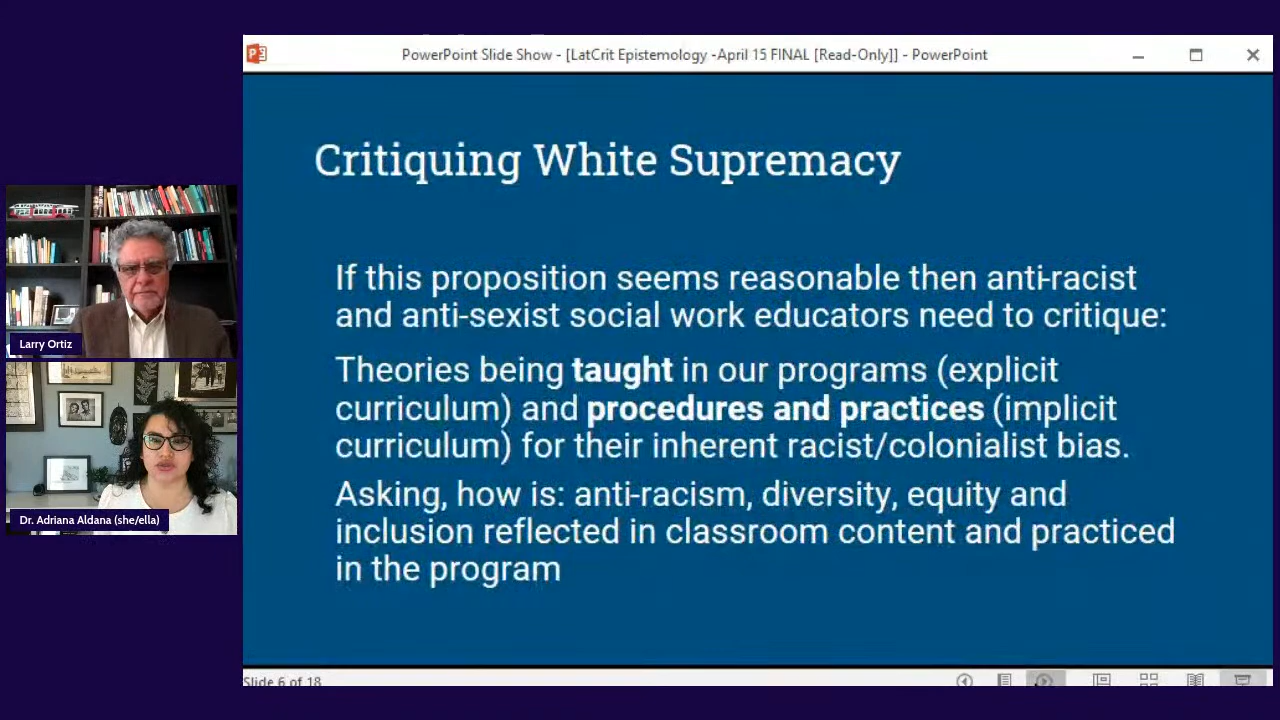 PowerPoint Slide Show - [LatCrit Epistemology -April 15 FINAL [Read-Only]] - PowerPoint
Critiquing White Supremacy
If this proposition seems reasonable then anti-racist
and anti-sexist social work educators need to critique:
Theories being taught in our programs (explicit
curriculum) and procedures and practices (implicit
curriculum) for their inherent racist/colonialist bias.
Asking, how is: anti-racism, diversity, equity and
inclusion reflected in classroom content and practiced
in the program
Larry Ortiz
Dr. Adriana Aldana (she/ella)
Slide 6 of 18